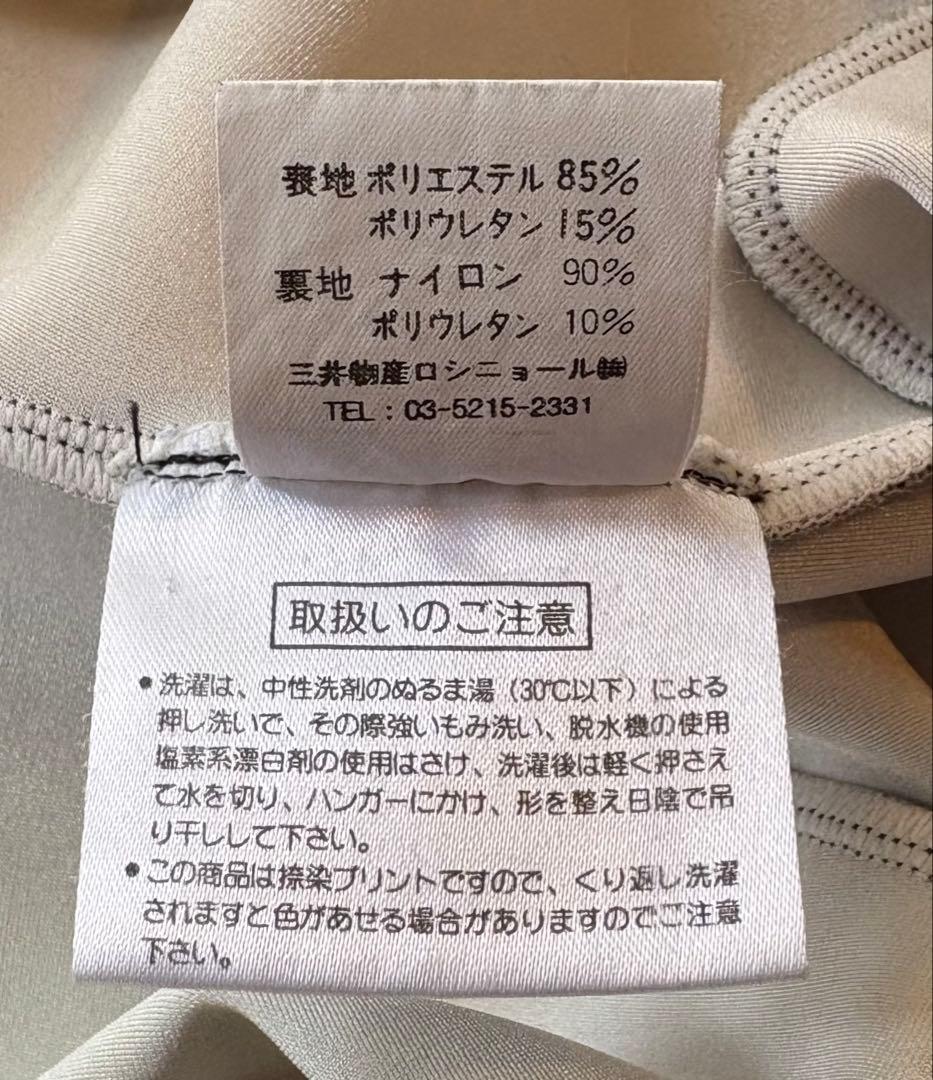 表地 ポリエステル 85%
ポリウレタン 15%
裏地 ナイロン 90%
ポリウレタン 10%
三井物産ロシニョール㈱
TEL : 03-5215-2331
取扱いのご注意
●洗濯は、中性洗剤のぬるま湯（30℃以下）による
押し洗いで、その際強いもみ洗い、脱水機の使用
塩素系漂白剤の使用はさけ、洗濯後は軽く押さえ
て水を切り、ハンガーにかけ、形を整え日陰で吊
り干しして下さい。
●この商品は捺染プリントですので、くり返し洗濯
されますと色があせる場合がありますのでご注意
下さい。